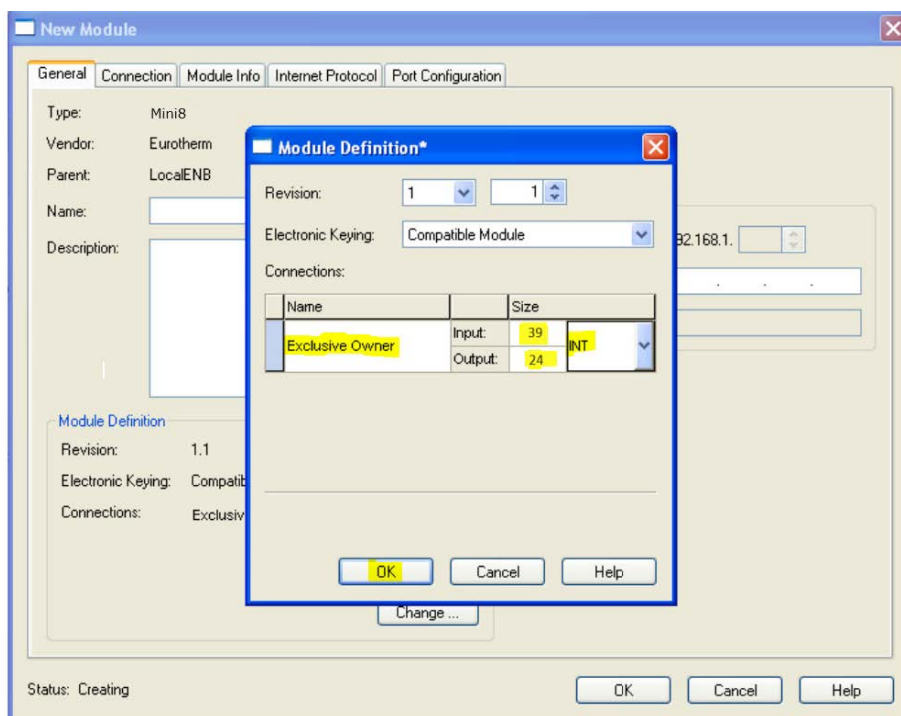 New Module
General Connection Module Info Internet Protocol Port Configuration
Type: Mini8
Vendor: Eurotherm
Parent: LocalENB
Name:
Description:
92.168.1.
. . .
Module Definition
Revision: 1.1
Electronic Keying: Compatib
Connections: Exclusiv
Change ...
Status: Creating
OK Cancel Help
Module Definition*
Revision: 1 1
Electronic Keying: Compatible Module
Connections:
Name Size
Exclusive Owner Input: 39 INT
Output: 24
OK Cancel Help